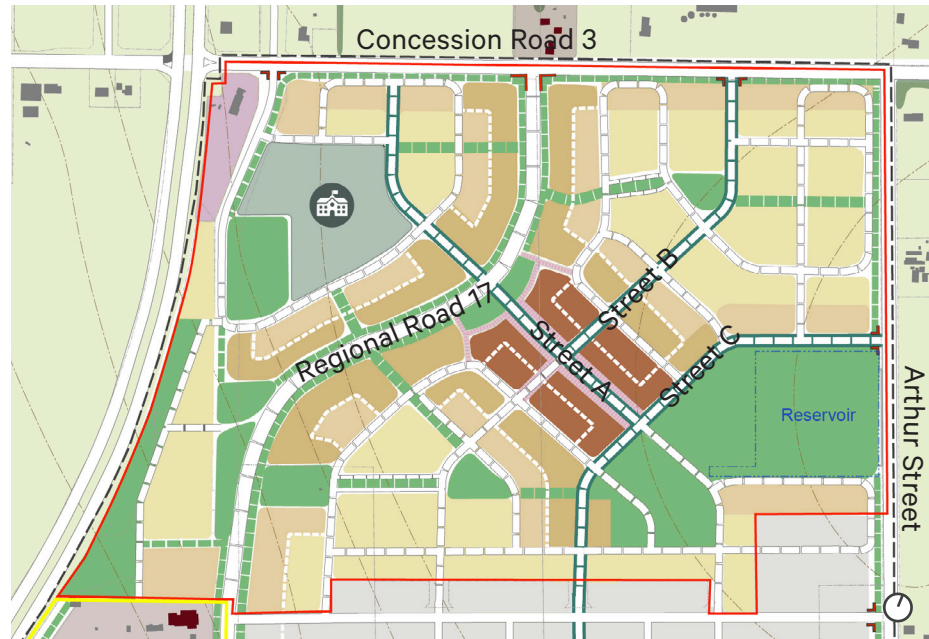 Concession Road 3
Street B
Regional Road 17
Street A
Street C
Arthur Street
Reservoir